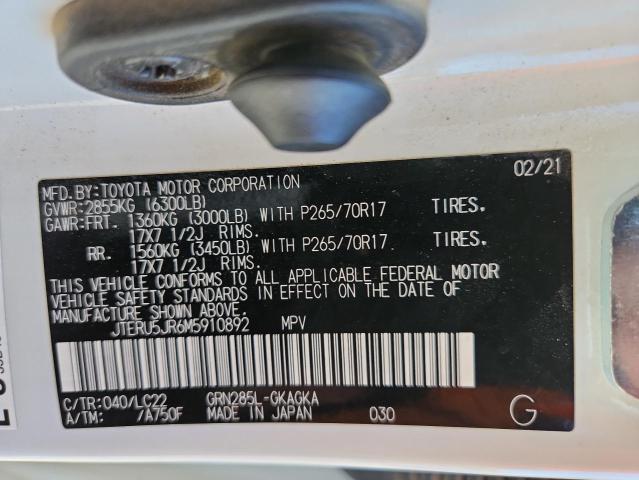 02/21
MFD.BY:TOYOTA MOTOR CORPORATION
GVWR:2855KG (6300LB)
GAWR:FRT. 1360KG (3000LB) WITH P265/70R17 TIRES.
17X7 1/2J RIMS.
RR. 1560KG (3450LB) WITH P265/70R17 TIRES.
17X7 1/2J RIMS.
THIS VEHICLE CONFORMS TO ALL APPLICABLE FEDERAL MOTOR
VEHICLE SAFETY STANDARDS IN EFFECT ON THE DATE OF
MANUFACTURE SHOWN ABOVE.
JTERU5JR6M5910892 MPV
C/TR:040/LC22 GRN285L-GKAGKA
A/TM: /A750F MADE IN JAPAN 030 G